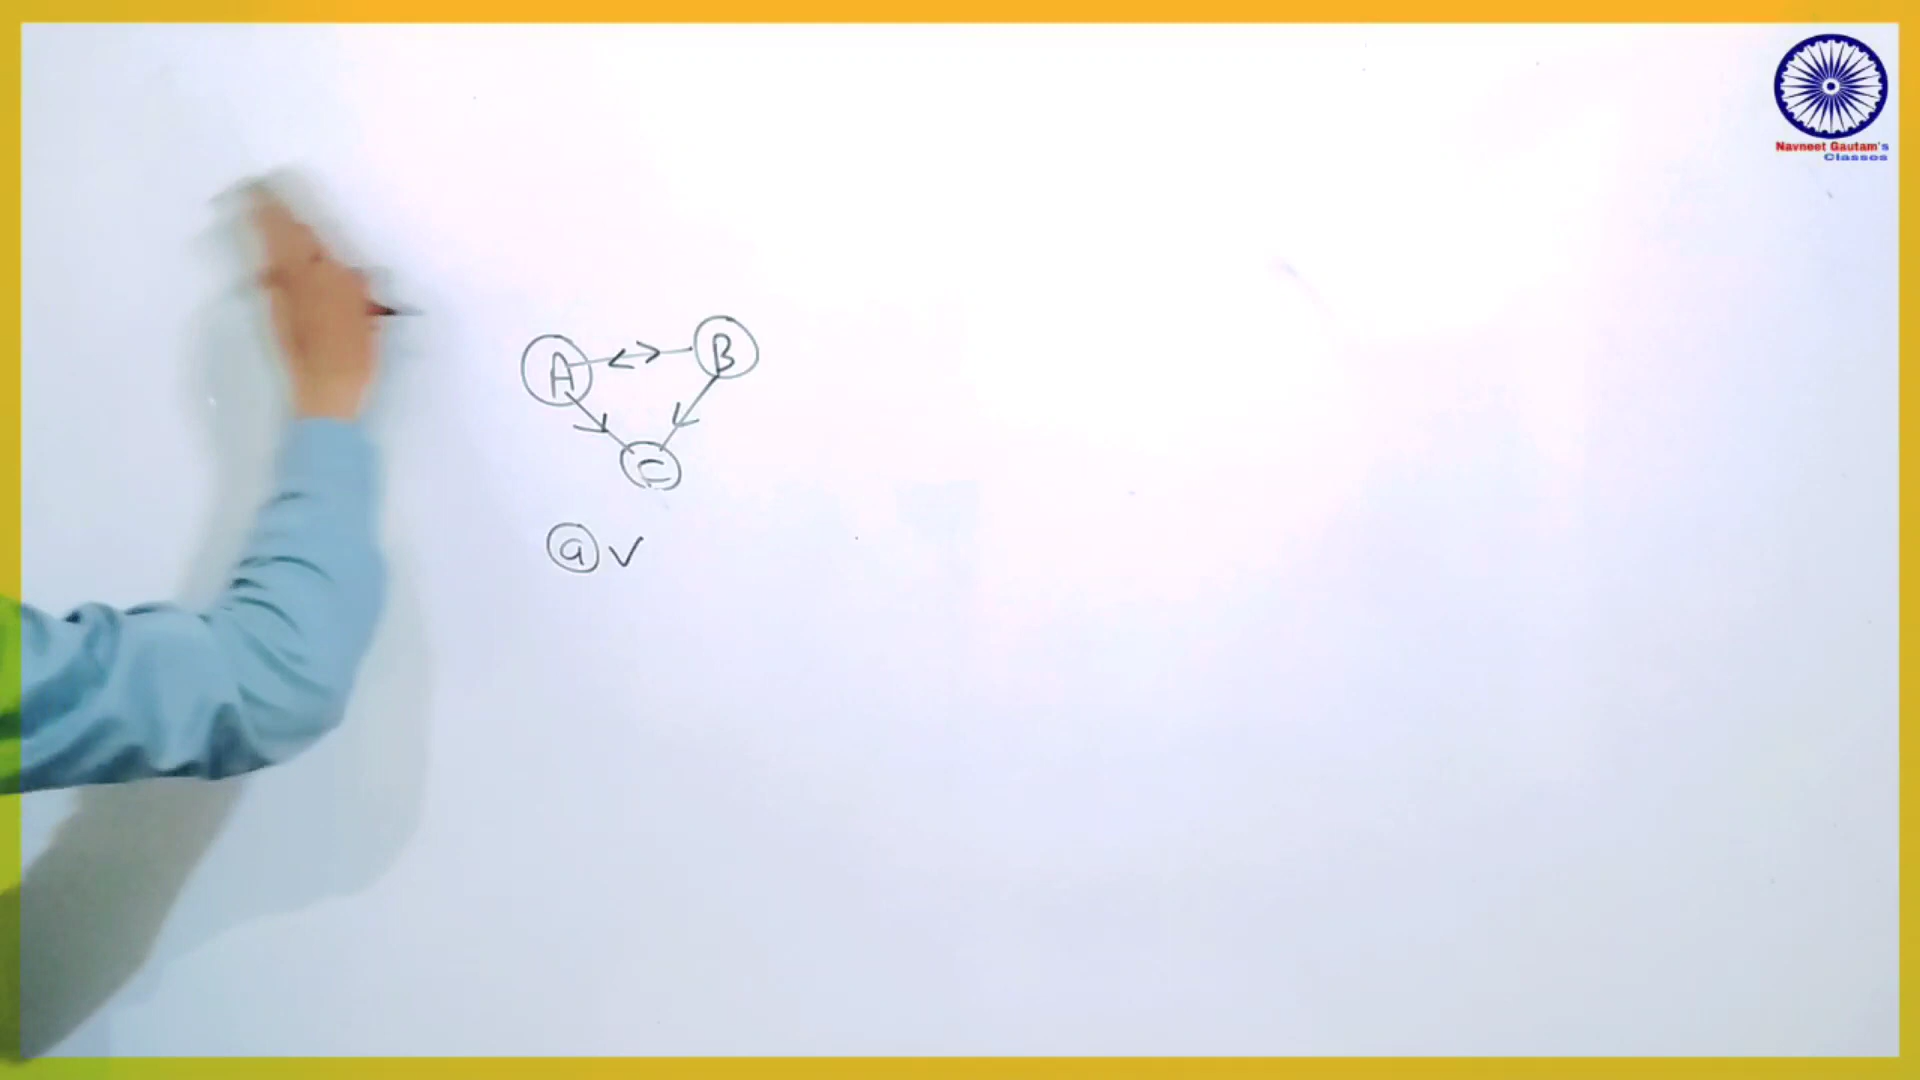 Navneet Gautam's
Classes
A <> B
C
a ✓